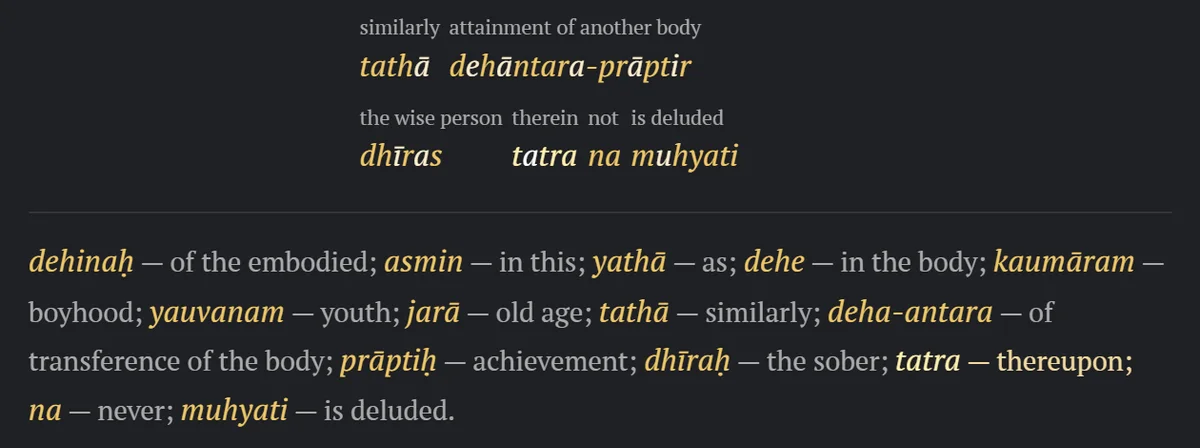 similarly attainment of another body
tathā dehāntara-prāptir
the wise person therein not is deluded
dhīras tatra na muhyati
dehinaḥ — of the embodied; asmin — in this; yathā — as; dehe — in the body; kaumāram —
boyhood; yauvanam — youth; jarā — old age; tathā — similarly; deha-antara — of
transference of the body; prāptiḥ — achievement; dhīraḥ — the sober; tatra — thereupon;
na — never; muhyati — is deluded.